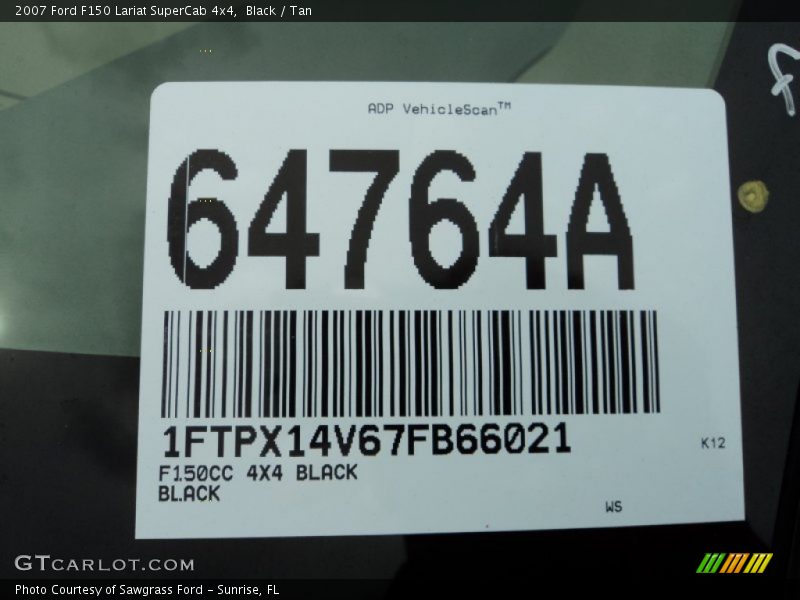 2007 Ford F150 Lariat SuperCab 4x4, Black / Tan
f
ADP VehicleScan™
64764A
1FTPX14V67FB66021
K12
F150CC 4X4 BLACK
BLACK
WS
GTCARLOT.COM
Photo Courtesy of Sawgrass Ford - Sunrise, FL